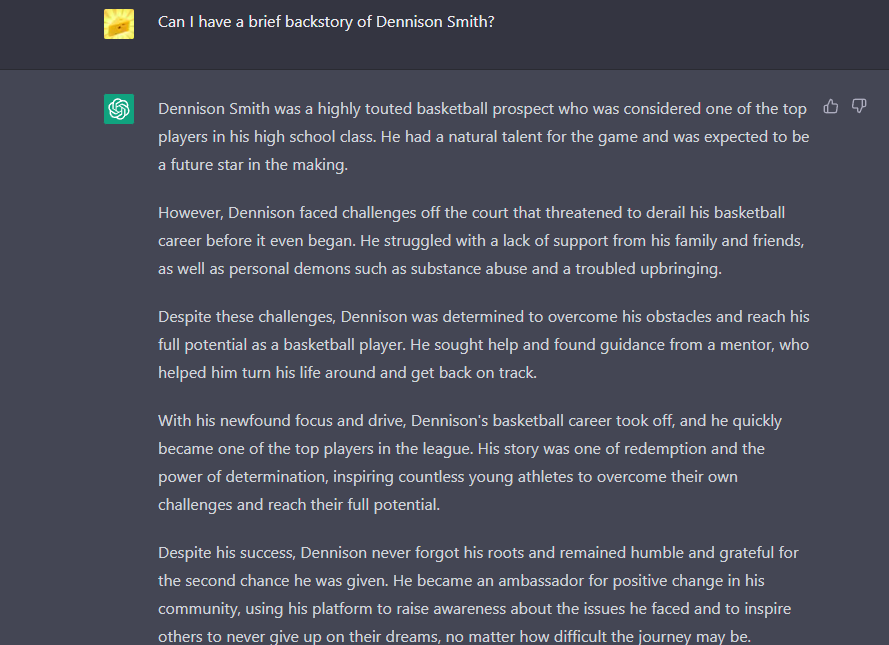 Can I have a brief backstory of Dennison Smith?
Dennison Smith was a highly touted basketball prospect who was considered one of the top
players in his high school class. He had a natural talent for the game and was expected to be
a future star in the making.
However, Dennison faced challenges off the court that threatened to derail his basketball
career before it even began. He struggled with a lack of support from his family and friends,
as well as personal demons such as substance abuse and a troubled upbringing.
Despite these challenges, Dennison was determined to overcome his obstacles and reach his
full potential as a basketball player. He sought help and found guidance from a mentor, who
helped him turn his life around and get back on track.
With his newfound focus and drive, Dennison's basketball career took off, and he quickly
became one of the top players in the league. His story was one of redemption and the
power of determination, inspiring countless young athletes to overcome their own
challenges and reach their full potential.
Despite his success, Dennison never forgot his roots and remained humble and grateful for
the second chance he was given. He became an ambassador for positive change in his
community, using his platform to raise awareness about the issues he faced and to inspire
others to never give up on their dreams, no matter how difficult the journey may be.